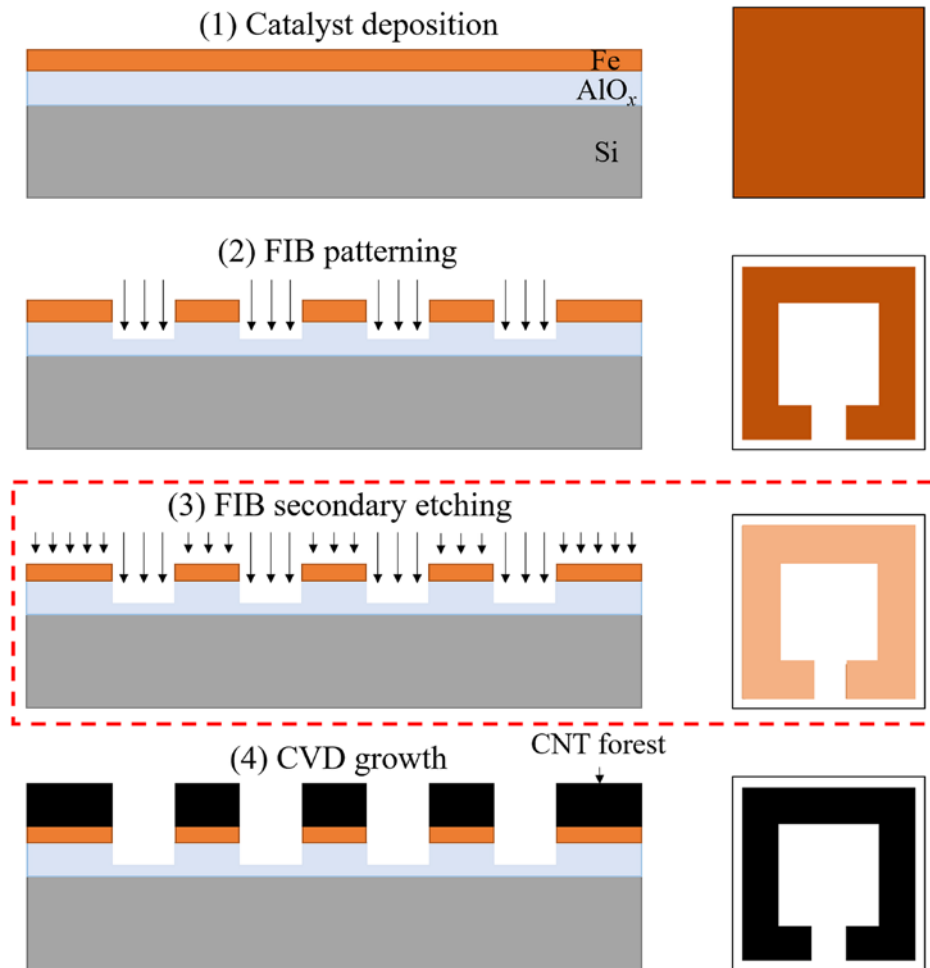 (1) Catalyst deposition
Fe
AlOₓ
Si
(2) FIB patterning
(3) FIB secondary etching
(4) CVD growth
CNT forest